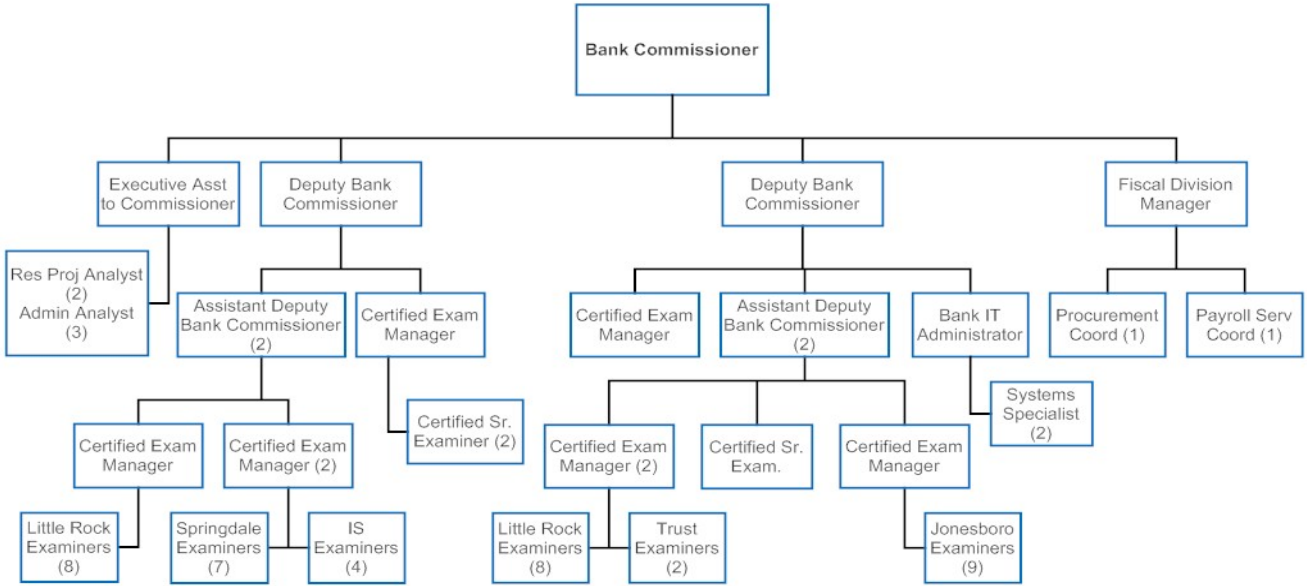 Bank Commissioner
Executive Asst
to Commissioner
Deputy Bank
Commissioner
Deputy Bank
Commissioner
Fiscal Division
Manager
Res Proj Analyst
(2)
Admin Analyst
(3)
Assistant Deputy
Bank Commissioner
(2)
Certified Exam
Manager
Certified Exam
Manager
Assistant Deputy
Bank Commissioner
(2)
Bank IT
Administrator
Procurement
Coord (1)
Payroll Serv
Coord (1)
Certified Sr.
Examiner (2)
Systems
Specialist
(2)
Certified Exam
Manager
Certified Exam
Manager (2)
Certified Exam
Manager (2)
Certified Sr.
Exam.
Certified Exam
Manager
Little Rock
Examiners
(8)
Springdale
Examiners
(7)
IS
Examiners
(4)
Little Rock
Examiners
(8)
Trust
Examiners
(2)
Jonesboro
Examiners
(9)